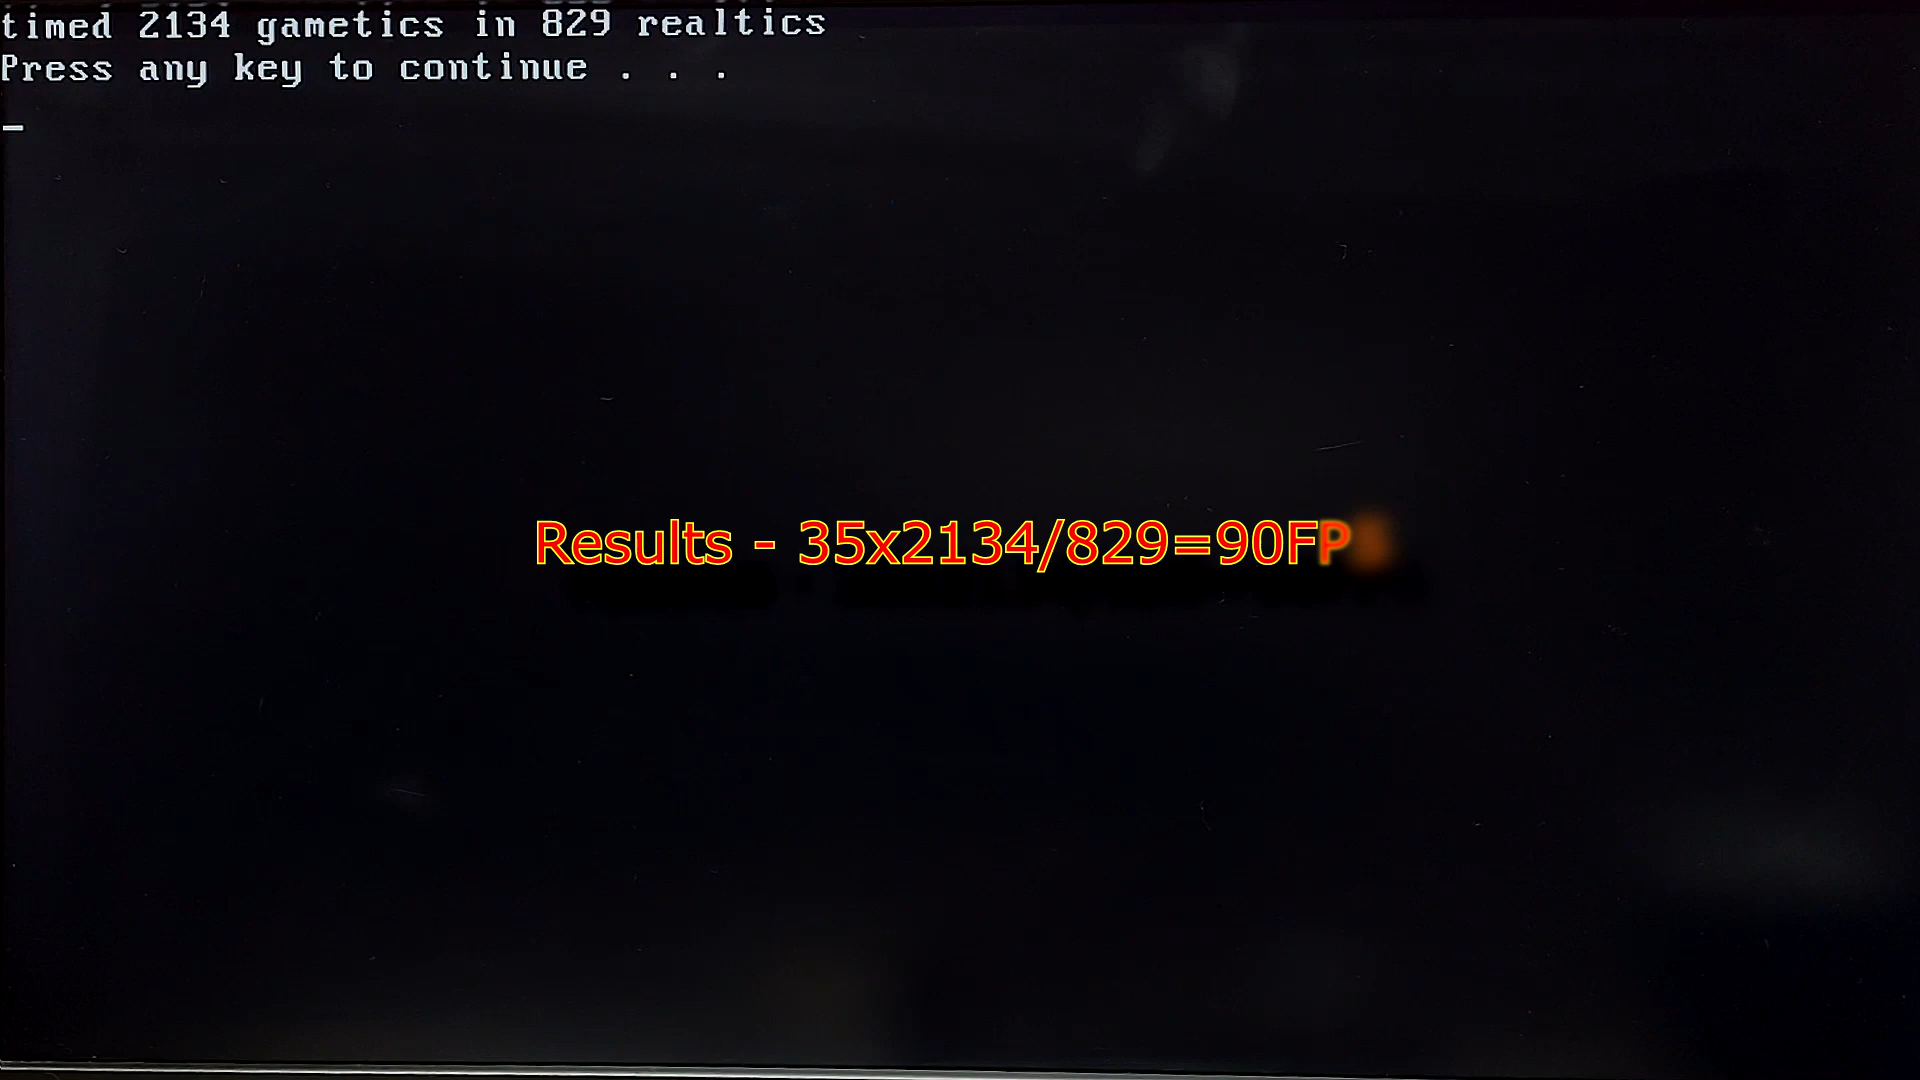 timed 2134 gametics in 829 realtics
Press any key to continue . . .
Results - 35x2134/829=90FP